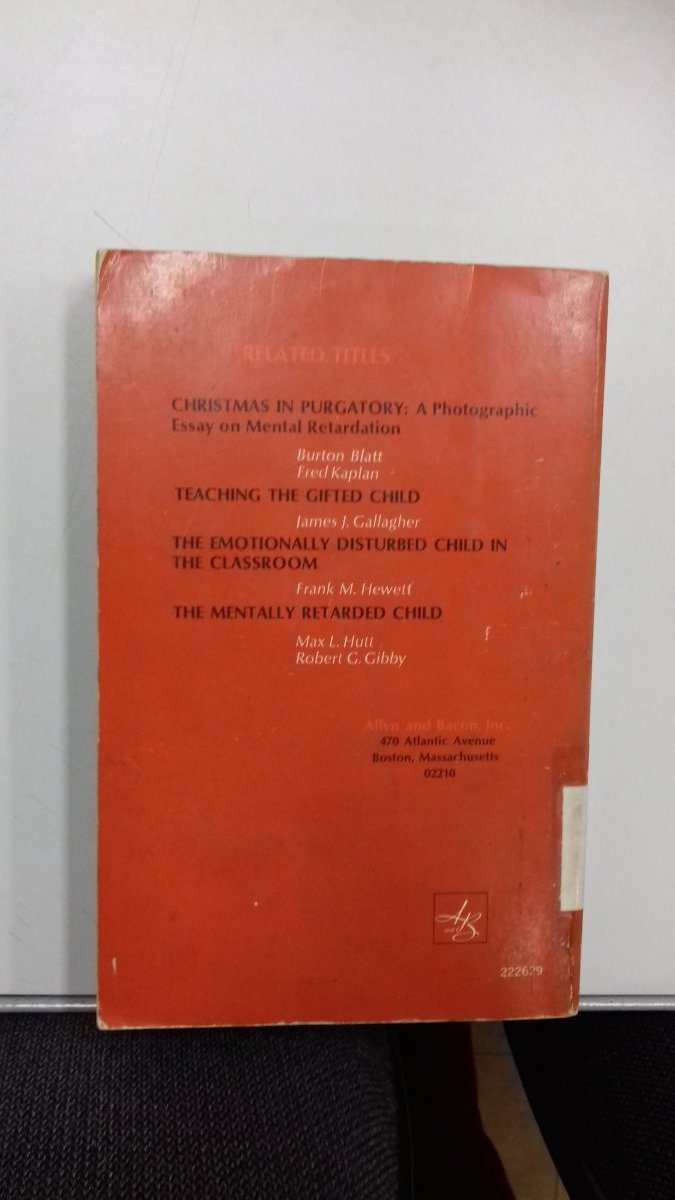 RELATED TITLES
CHRISTMAS IN PURGATORY: A Photographic
Essay on Mental Retardation
Burton Blatt
Fred Kaplan
TEACHING THE GIFTED CHILD
James J. Gallagher
THE EMOTIONALLY DISTURBED CHILD IN
THE CLASSROOM
Frank M. Hewett
THE MENTALLY RETARDED CHILD
Max L. Hutt
Robert G. Gibby
Allyn and Bacon, Inc.
470 Atlantic Avenue
Boston, Massachusetts
02210
222629